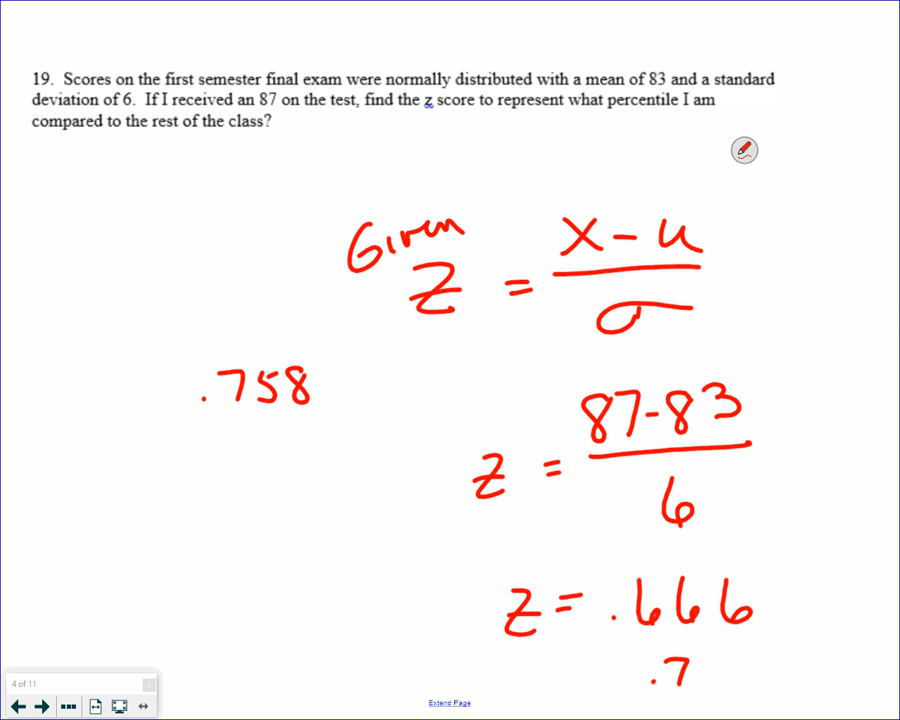 19. Scores on the first semester final exam were normally distributed with a mean of 83 and a standard
deviation of 6. If I received an 87 on the test, find the z score to represent what percentile I am
compared to the rest of the class?
Given
Z = X - u
σ
.758
z = 87-83
6
z = .666
.7
4 of 11
Extend Page